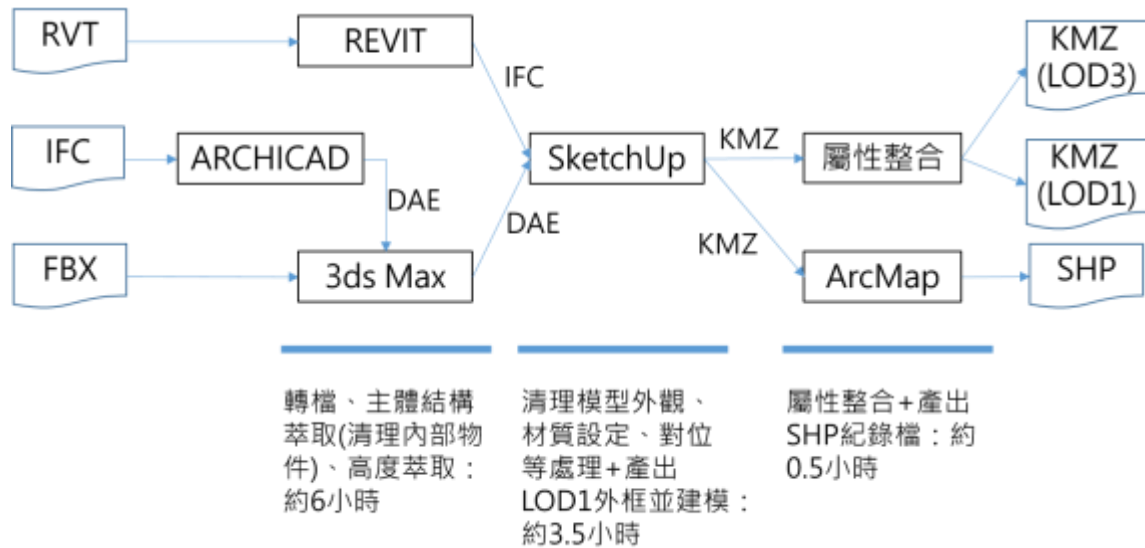 RVT
REVIT
IFC
KMZ
(LOD3)
IFC
ARCHICAD
DAE
SketchUp
KMZ
屬性整合
KMZ
(LOD1)
FBX
3ds Max
DAE
KMZ
ArcMap
SHP
轉檔、主體結構
萃取(清理內部物
件)、高度萃取：
約6小時
清理模型外觀、
材質設定、對位
等處理+產出
LOD1外框並建模：
約3.5小時
屬性整合+產出
SHP紀錄檔：約
0.5小時